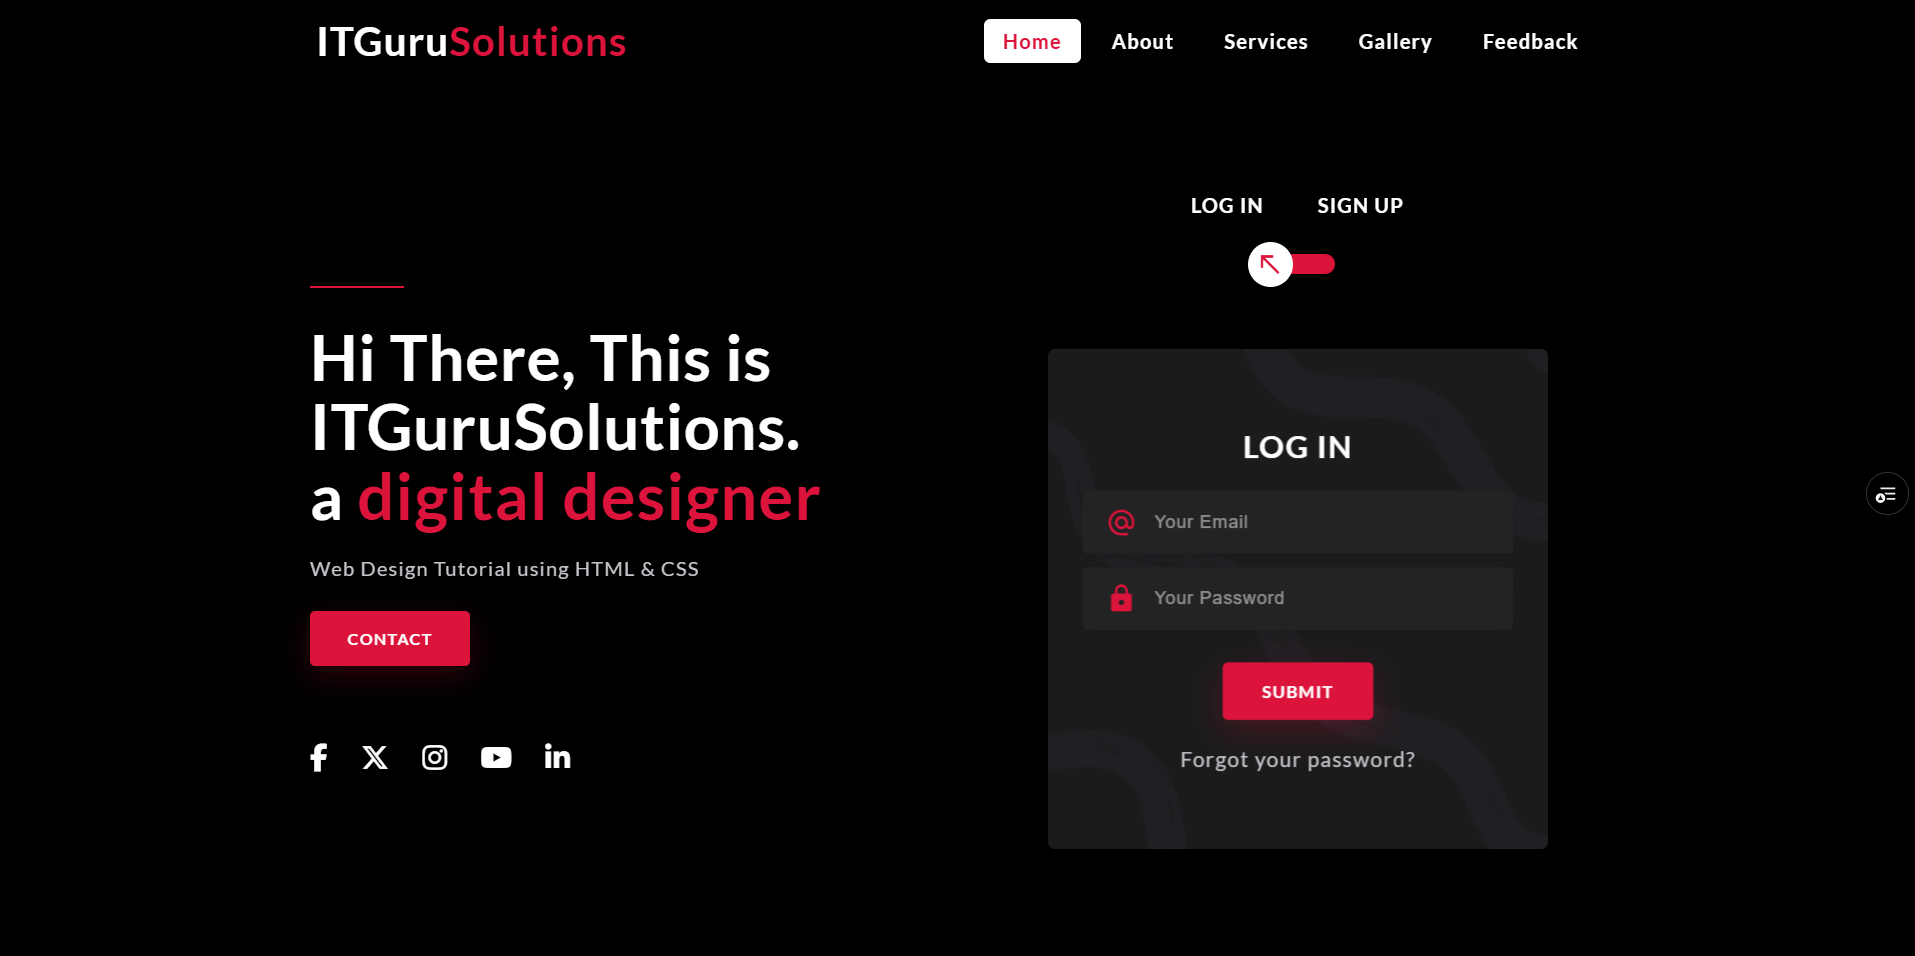 ITGuruSolutions
Home About Services Gallery Feedback
Hi There, This is
ITGuruSolutions.
a digital designer
Web Design Tutorial using HTML & CSS
CONTACT
LOG IN SIGN UP
LOG IN
Your Email
Your Password
SUBMIT
Forgot your password?